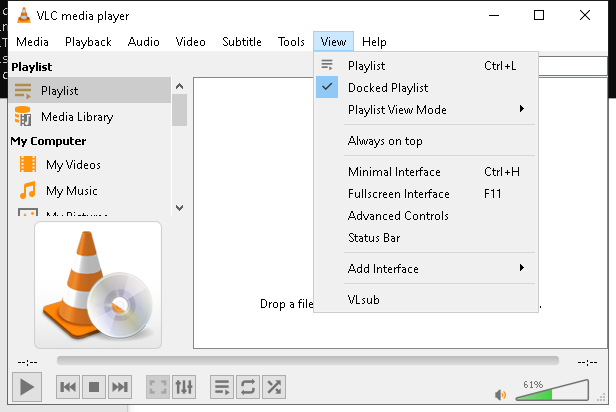 VLC media player
Media Playback Audio Video Subtitle Tools View Help
Playlist
Playlist
Media Library
My Computer
My Videos
My Music
My Pictures
Playlist Ctrl+L
Docked Playlist
Playlist View Mode
Always on top
Minimal Interface Ctrl+H
Fullscreen Interface F11
Advanced Controls
Status Bar
Add Interface
VLsub
Drop a file
--:-- --:--
61%